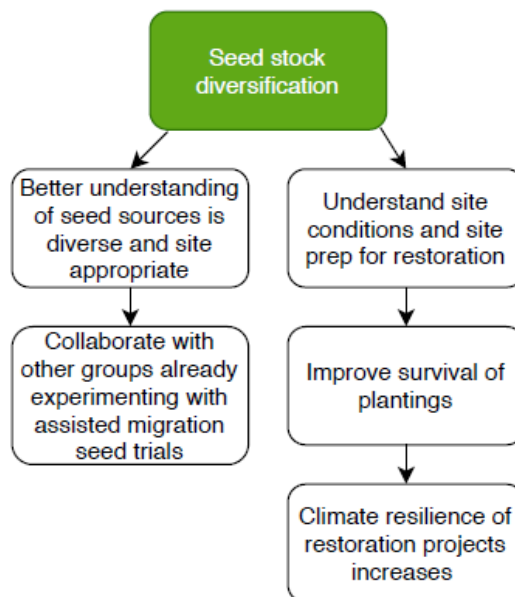 Seed stock
diversification
Better understanding
of seed sources is
diverse and site
appropriate
Understand site
conditions and site
prep for restoration
Collaborate with
other groups already
experimenting with
assisted migration
seed trials
Improve survival of
plantings
Climate resilience of
restoration projects
increases